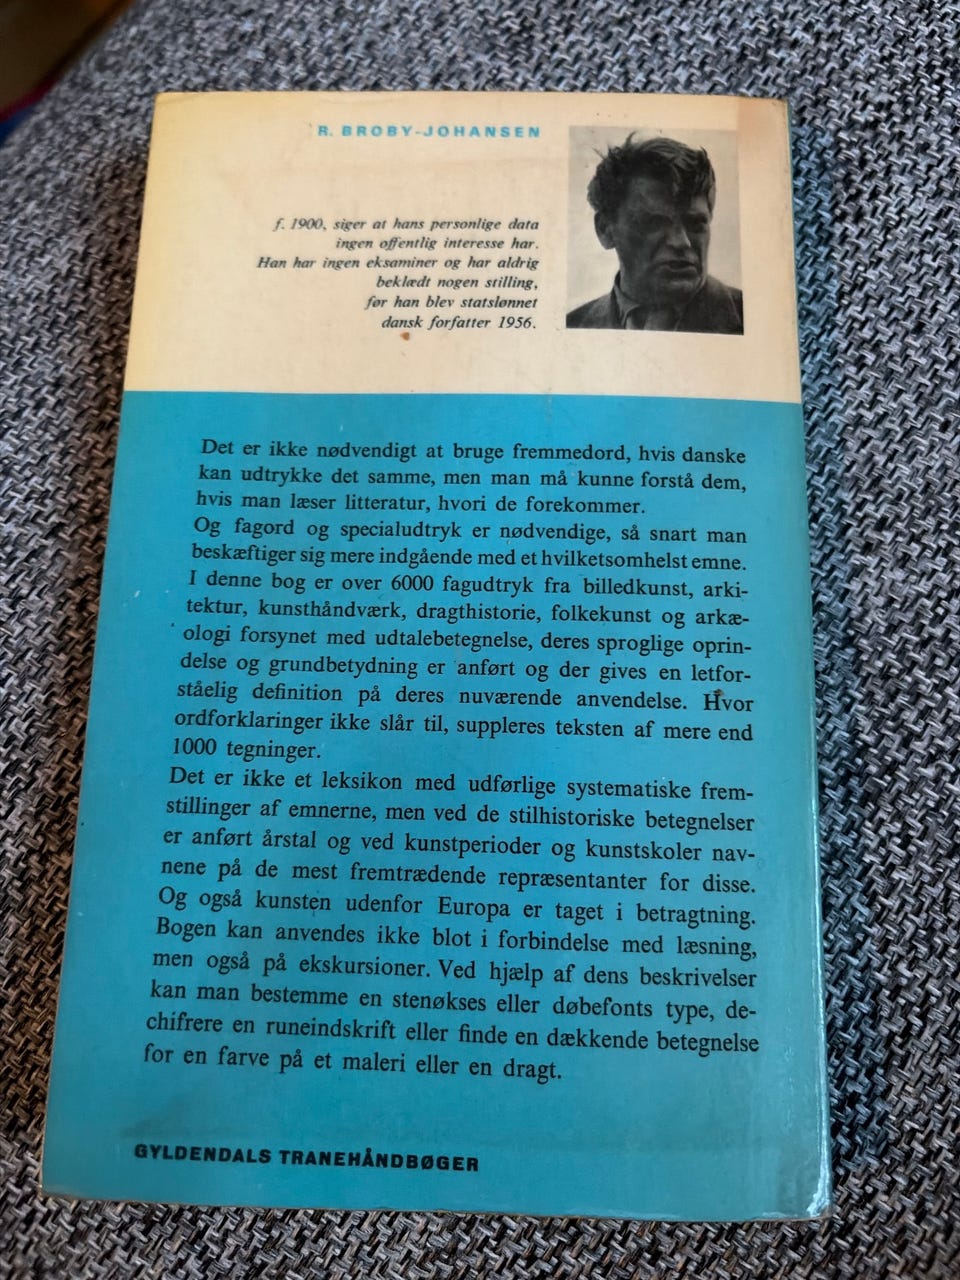 R. BROBY-JOHANSEN
f. 1900, siger at hans personlige data
ingen offentlig interesse har.
Han har ingen eksaminer og har aldrig
beklædt nogen stilling,
før han blev statslønnet
dansk forfatter 1956.
Det er ikke nødvendigt at bruge fremmedord, hvis danske
kan udtrykke det samme, men man må kunne forstå dem,
hvis man læser litteratur, hvori de forekommer.
Og fagord og specialudtryk er nødvendige, så snart man
beskæftiger sig mere indgående med et hvilketsomhelst emne.
I denne bog er over 6000 fagudtryk fra billedkunst, arki-
tektur, kunsthåndværk, dragthistorie, folkekunst og arkæ-
ologi forsynet med udtalebetegnelse, deres sproglige oprin-
delse og grundbetydning er anført og der gives en letfor-
ståelig definition på deres nuværende anvendelse. Hvor
ordforklaringer ikke slår til, suppleres teksten af mere end
1000 tegninger.
Det er ikke et leksikon med udførlige systematiske frem-
stillinger af emnerne, men ved de stilhistoriske betegnelser
er anført årstal og ved kunstperioder og kunstskoler nav-
nene på de mest fremtrædende repræsentanter for disse.
Og også kunsten udenfor Europa er taget i betragtning.
Bogen kan anvendes ikke blot i forbindelse med læsning,
men også på ekskursioner. Ved hjælp af dens beskrivelser
kan man bestemme en stenøkses eller døbefonts type, de-
chifrere en runeindskrift eller finde en dækkende betegnelse
for en farve på et maleri eller en dragt.
GYLDENDALS TRANEHÅNDBØGER